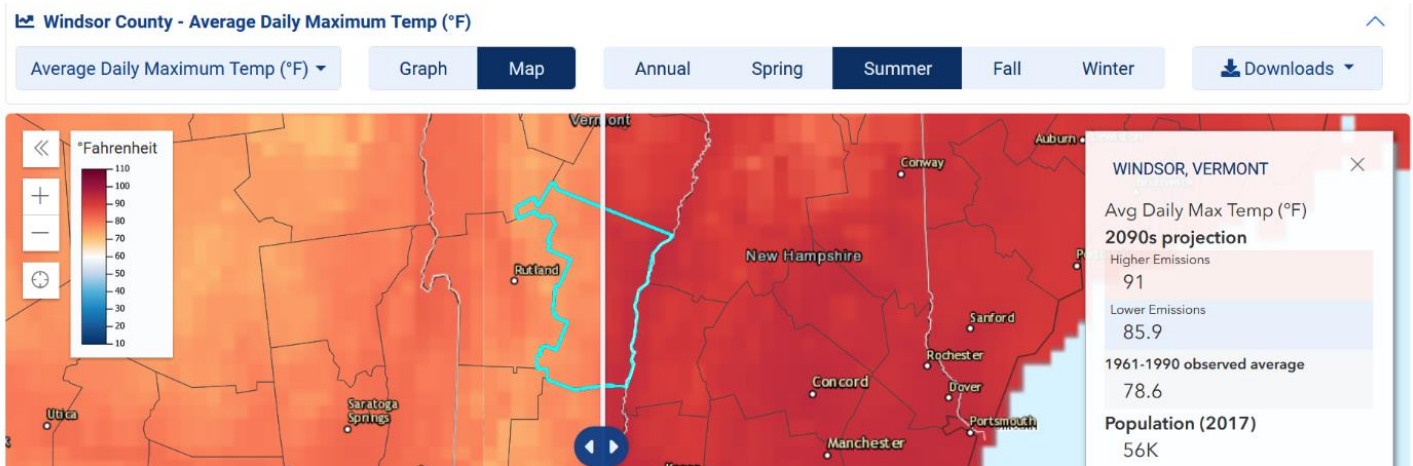 Windsor County - Average Daily Maximum Temp (°F)
Average Daily Maximum Temp (°F)
Graph
Map
Annual
Spring
Summer
Fall
Winter
Downloads
°Fahrenheit
110
100
90
80
70
60
50
40
30
20
10
Vermont
Auburn
Conway
New Hampshire
Rutland
Sanford
Rochester
Concord
Dover
Utica
Saratoga
Springs
Portsmouth
Manchester
WINDSOR, VERMONT
Avg Daily Max Temp (°F)
2090s projection
Higher Emissions
91
Lower Emissions
85.9
1961-1990 observed average
78.6
Population (2017)
56K